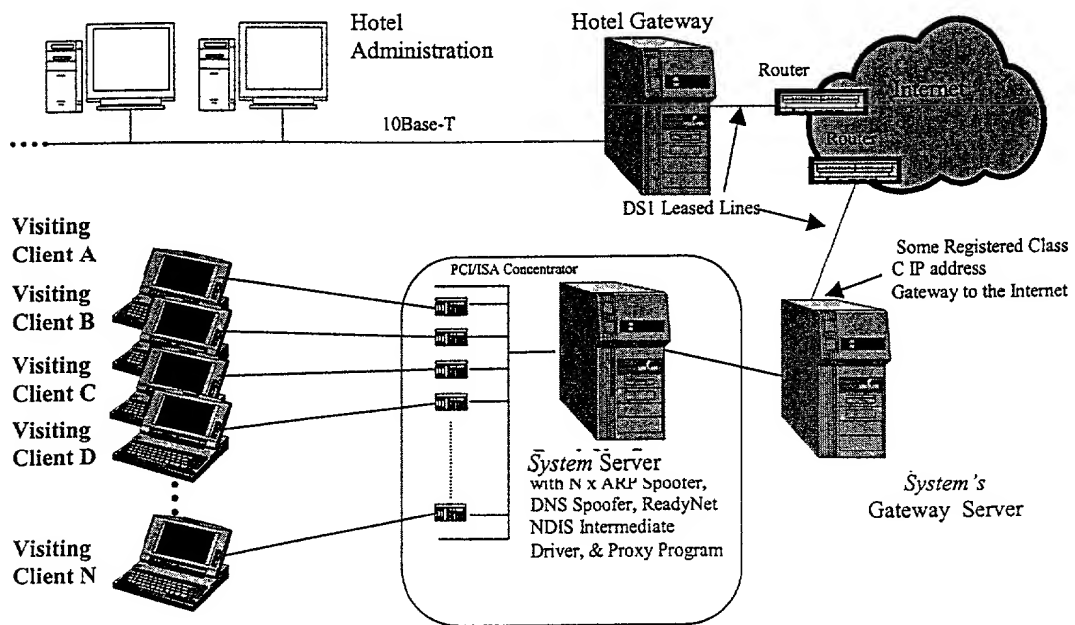 Hotel
Administration
Hotel Gateway
Router
Internet
Router
10Base-T
DS1 Leased Lines
Visiting
Client A
Visiting
Client B
Visiting
Client C
Visiting
Client D
Visiting
Client N
PCI/ISA Concentrator
System Server
with N x ARP Spoofer,
DNS Spoofer, ReadyNet
NDIS Intermediate
Driver, & Proxy Program
Some Registered Class
C IP address
Gateway to the Internet
System's
Gateway Server